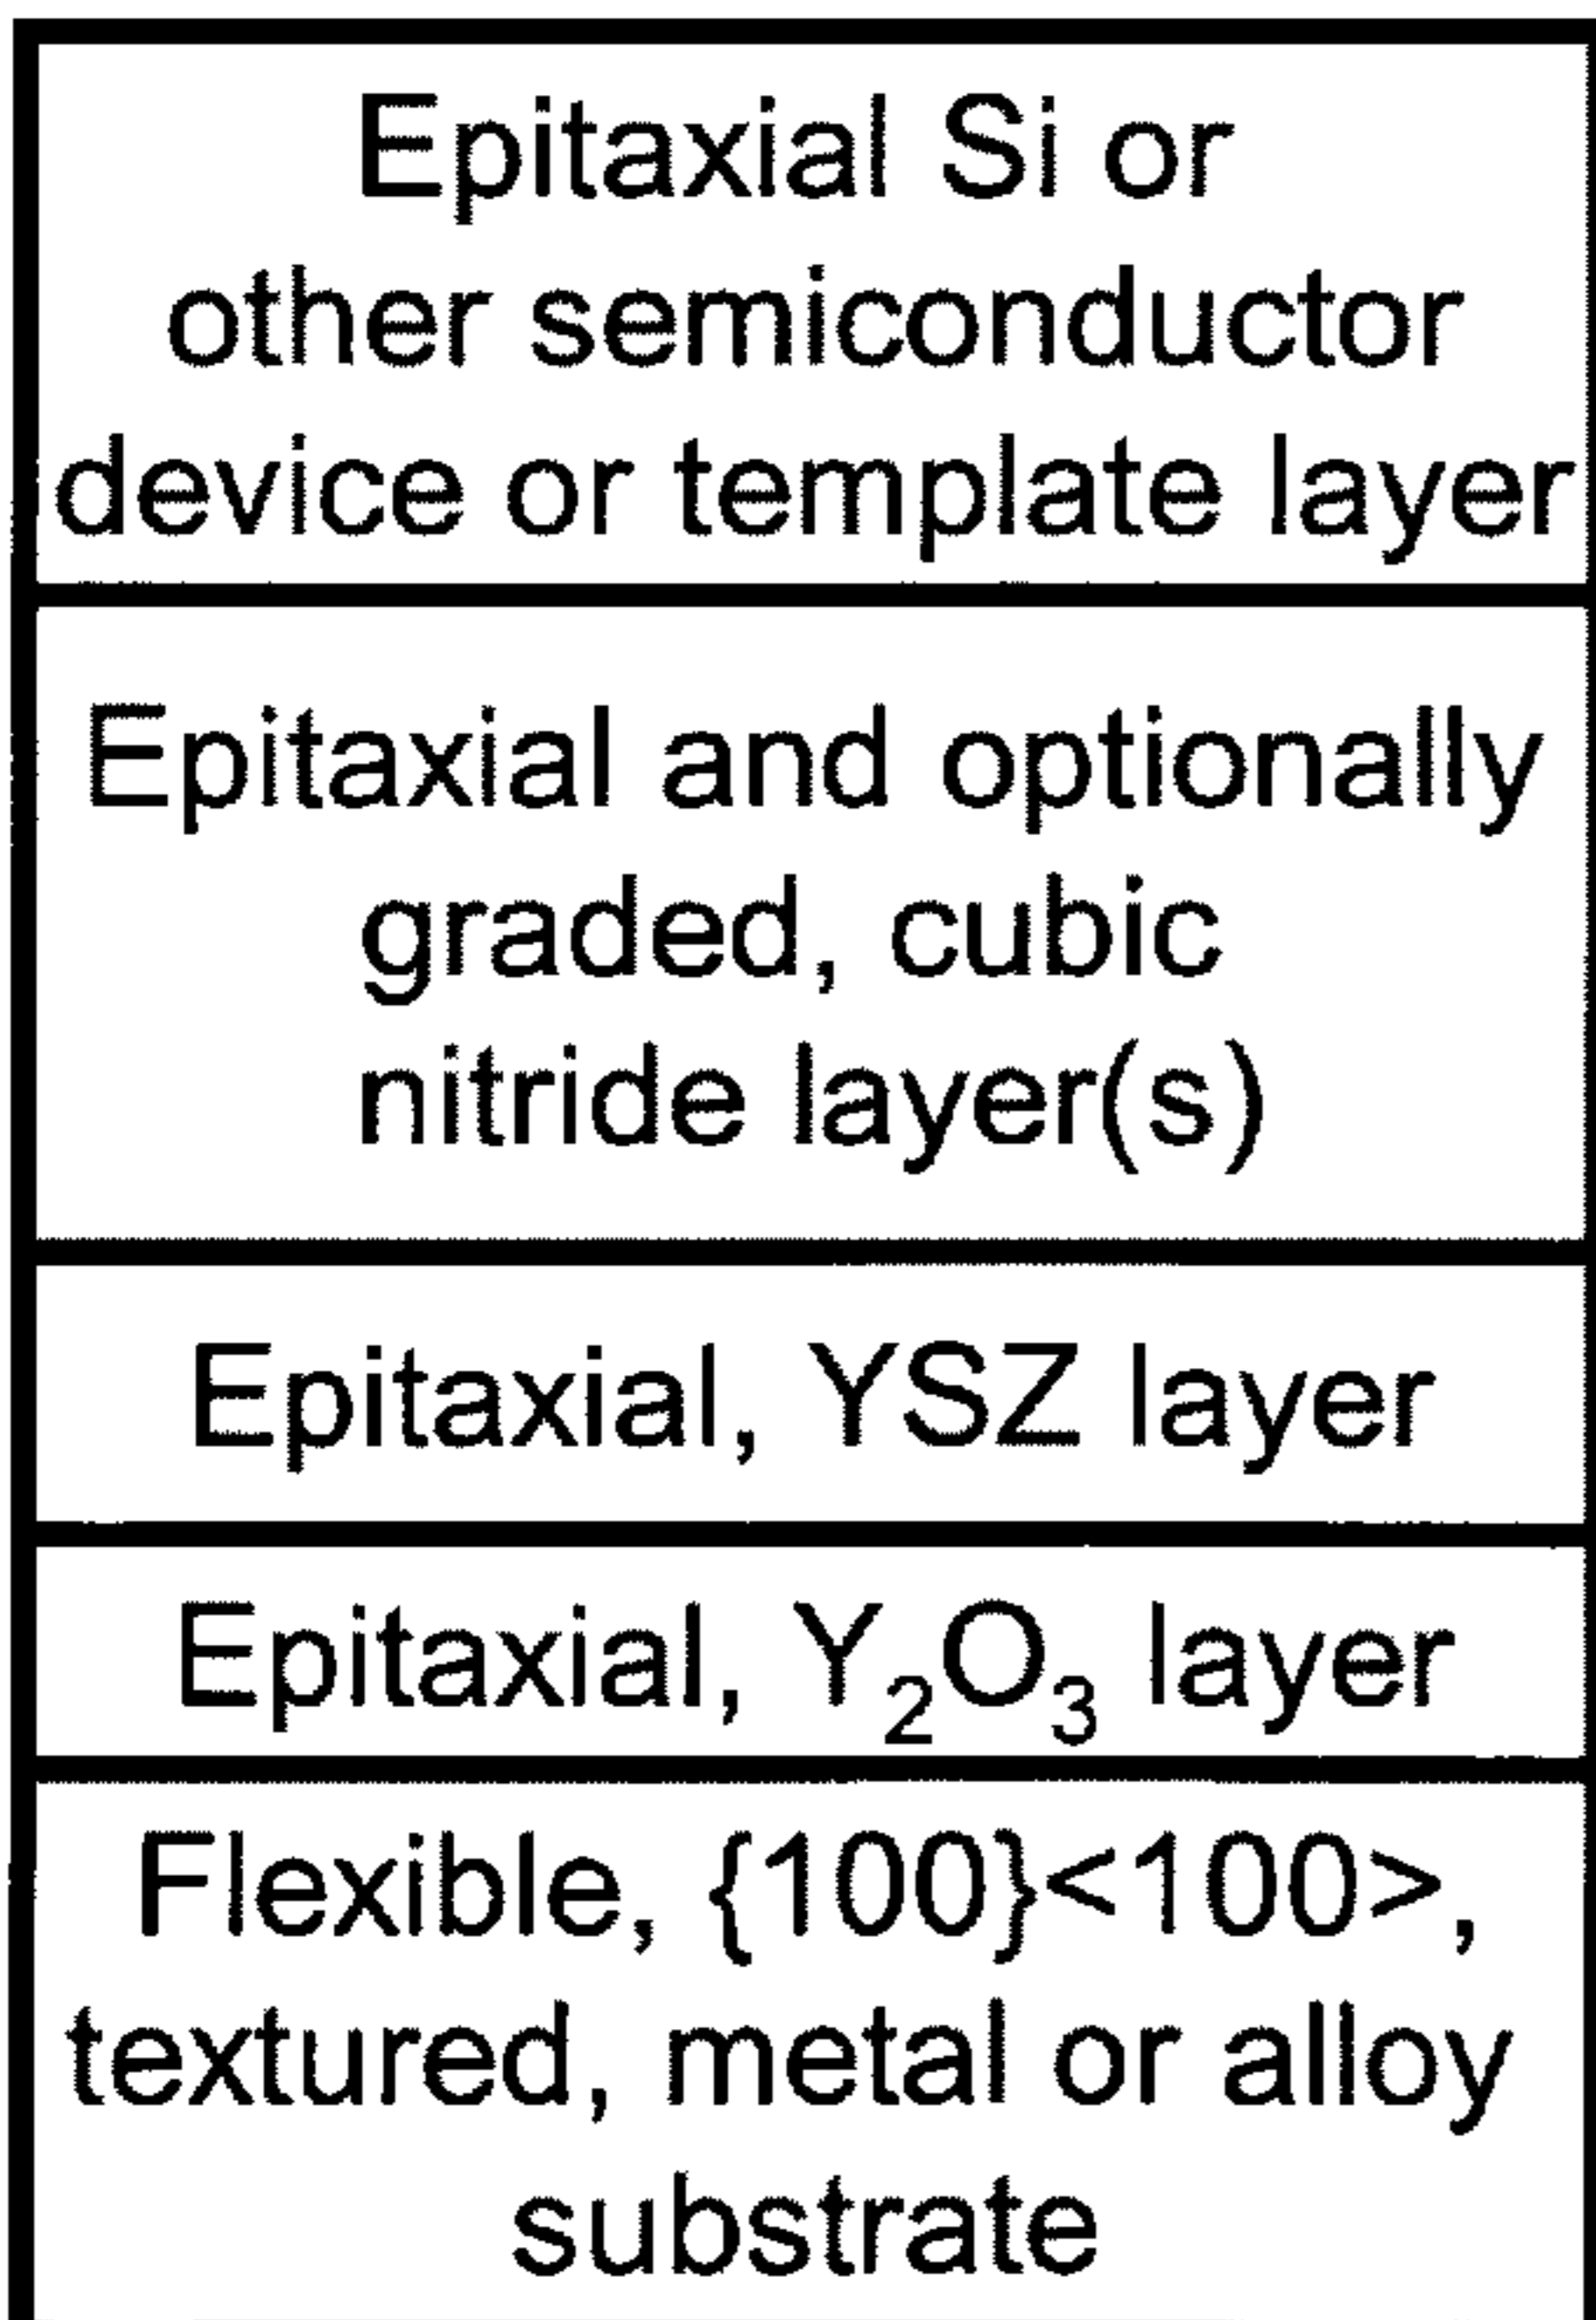 Epitaxial Si or
other semiconductor
device or template layer
Epitaxial and optionally
graded, cubic
nitride layer(s)
Epitaxial, YSZ layer
Epitaxial, Y₂O₃ layer
Flexible, {100}<100>,
textured, metal or alloy
substrate